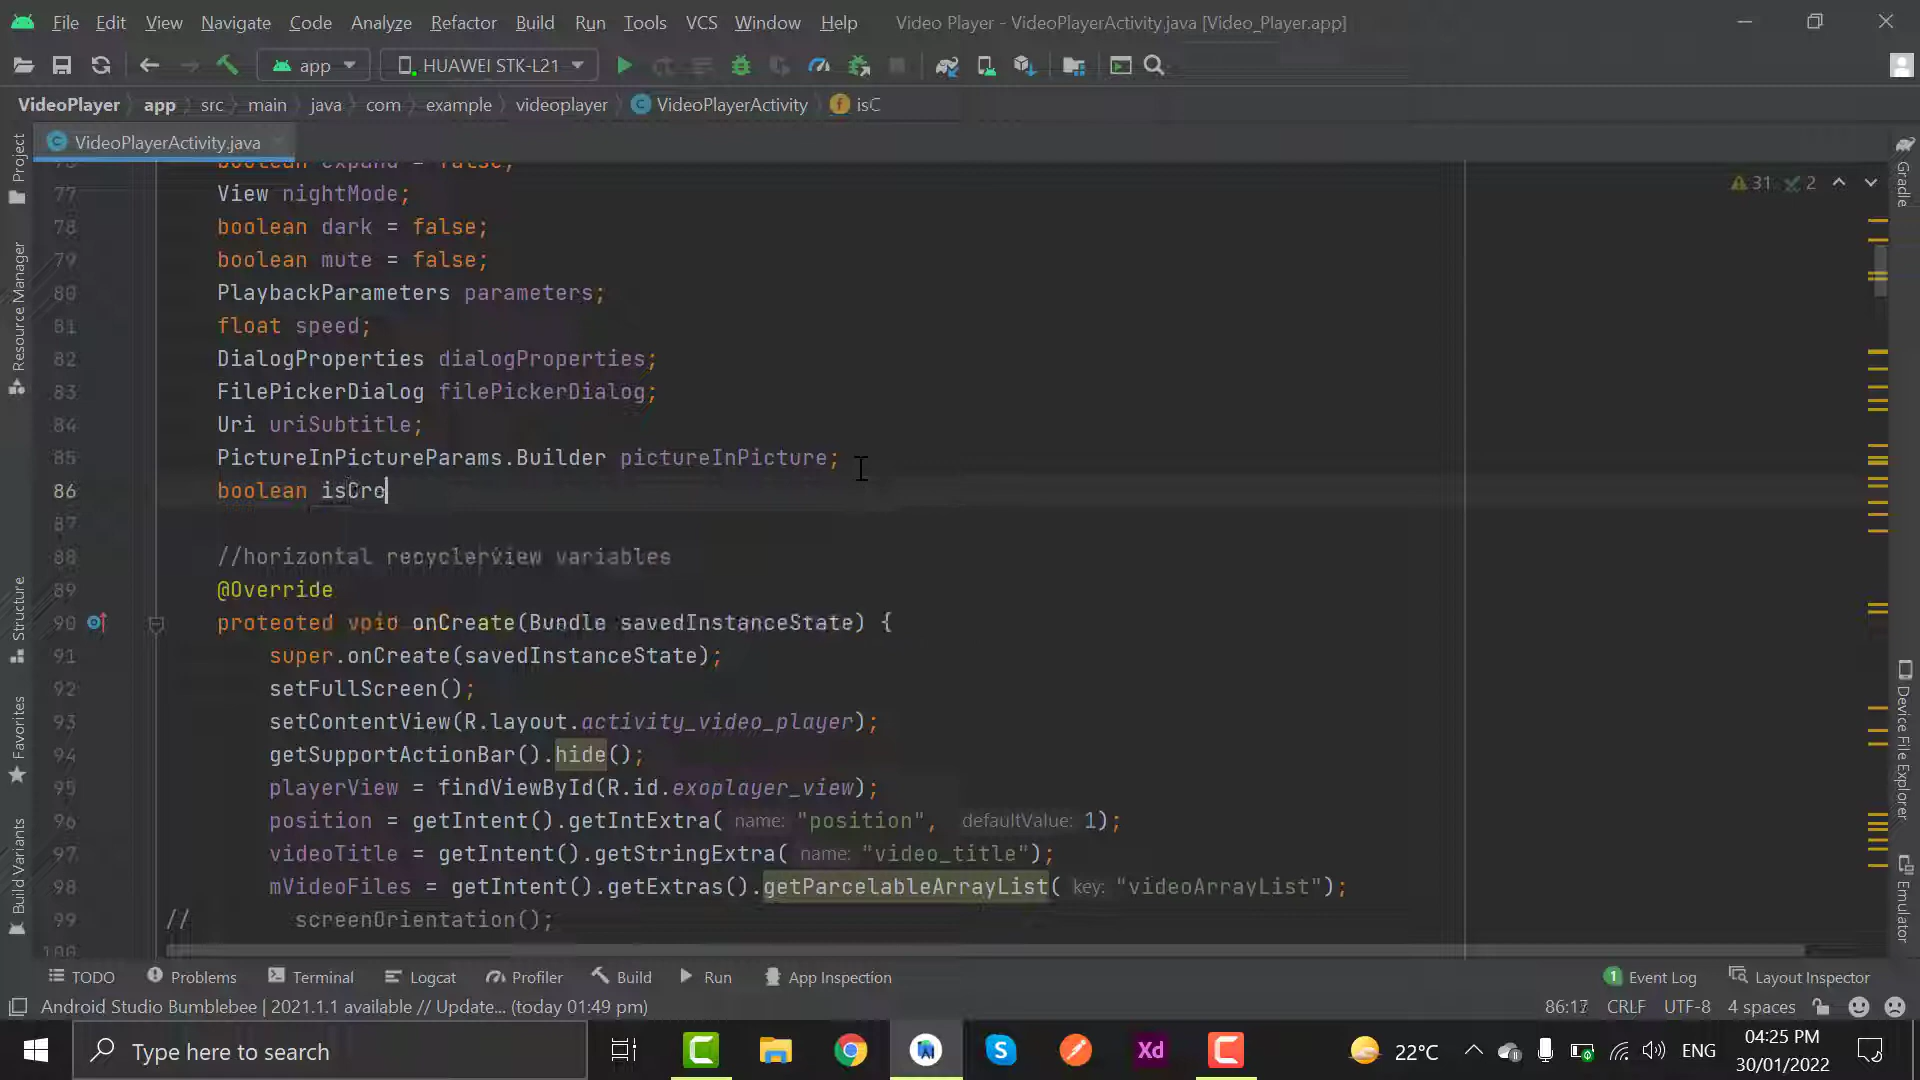 File Edit View Navigate Code Analyze Refactor Build Run Tools VCS Window Help Video Player - VideoPlayerActivity.java [Video_Player.app]
app HUAWEI STK-L21
VideoPlayer app src main java com example videoplayer VideoPlayerActivity isC
VideoPlayerActivity.java
boolean expand = false;
77 View nightMode;
78 boolean dark = false;
79 boolean mute = false;
80 PlaybackParameters parameters;
81 float speed;
82 DialogProperties dialogProperties;
83 FilePickerDialog filePickerDialog;
84 Uri uriSubtitle;
85 PictureInPictureParams.Builder pictureInPicture;
86 boolean isCro
87
88 //horizontal recyclerview variables
89 @Override
90 protected void onCreate(Bundle savedInstanceState) {
91 super.onCreate(savedInstanceState);
92 setFullScreen();
93 setContentView(R.layout.activity_video_player);
94 getSupportActionBar().hide();
95 playerView = findViewById(R.id.exoplayer_view);
96 position = getIntent().getIntExtra( name: "position", defaultValue: 1);
97 videoTitle = getIntent().getStringExtra( name: "video_title");
98 mVideoFiles = getIntent().getExtras().getParcelableArrayList( key: "videoArrayList");
99 // screenOrientation();
100
31 2
Project
Resource Manager
Structure
Favorites
Build Variants
Gradle
Device File Explorer
Emulator
TODO Problems Terminal Logcat Profiler Build Run App Inspection 1 Event Log Layout Inspector
Android Studio Bumblebee | 2021.1.1 available // Update... (today 01:49 pm) 86:17 CRLF UTF-8 4 spaces
Type here to search Xd 22°C ENG 04:25 PM
30/01/2022